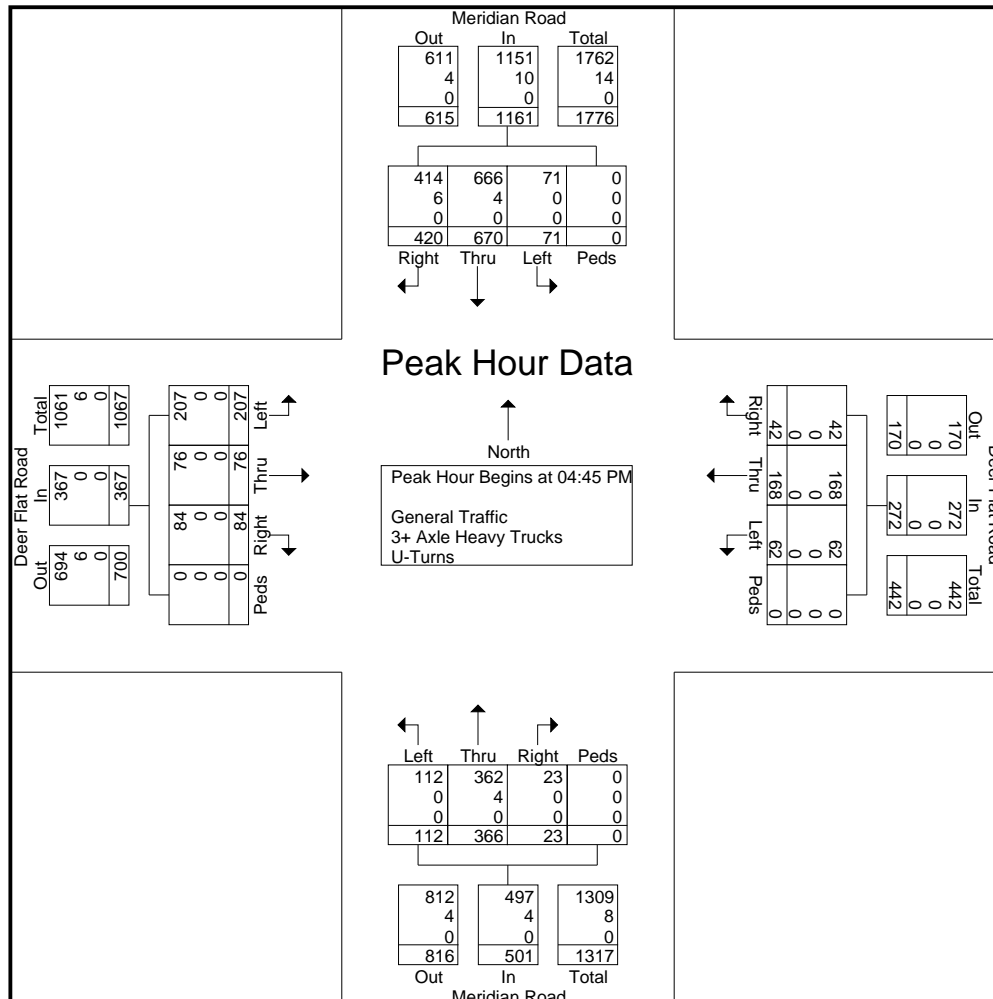 Meridian Road
Out In Total
611 1151 1762
4 10 14
0 0 0
615 1161 1776
414 666 71 0
6 4 0 0
0 0 0 0
420 670 71 0
Right Thru Left Peds
Peak Hour Data
North
Peak Hour Begins at 04:45 PM
General Traffic
3+ Axle Heavy Trucks
U-Turns
Deer Flat Road
Total In Out
1061 367 694
6 0 6
0 0 0
1067 367 700
207 76 84 0
0 0 0 0
0 0 0 0
207 76 84 0
Left Thru Right Peds
Right Thru Left Peds
42 168 62 0
0 0 0 0
0 0 0 0
42 168 62 0
Out In Total
170 272 442
0 0 0
0 0 0
170 272 442
Deer Flat Road
Left Thru Right Peds
112 362 23 0
0 4 0 0
0 0 0 0
112 366 23 0
812 497 1309
4 4 8
0 0 0
816 501 1317
Out In Total
Meridian Road